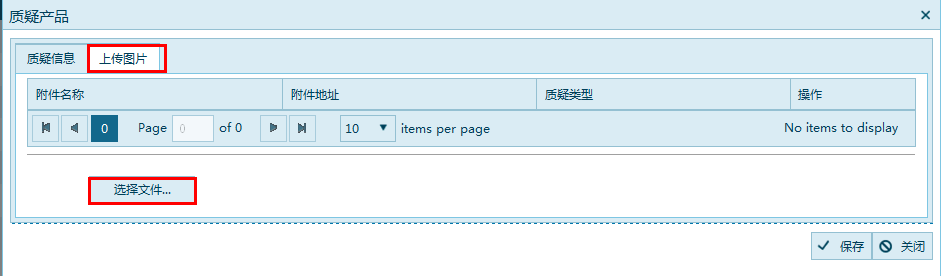 质疑产品
质疑信息 上传图片
附件名称 附件地址 质疑类型 操作
0 Page 0 of 0 10 items per page No items to display
选择文件...
保存 关闭